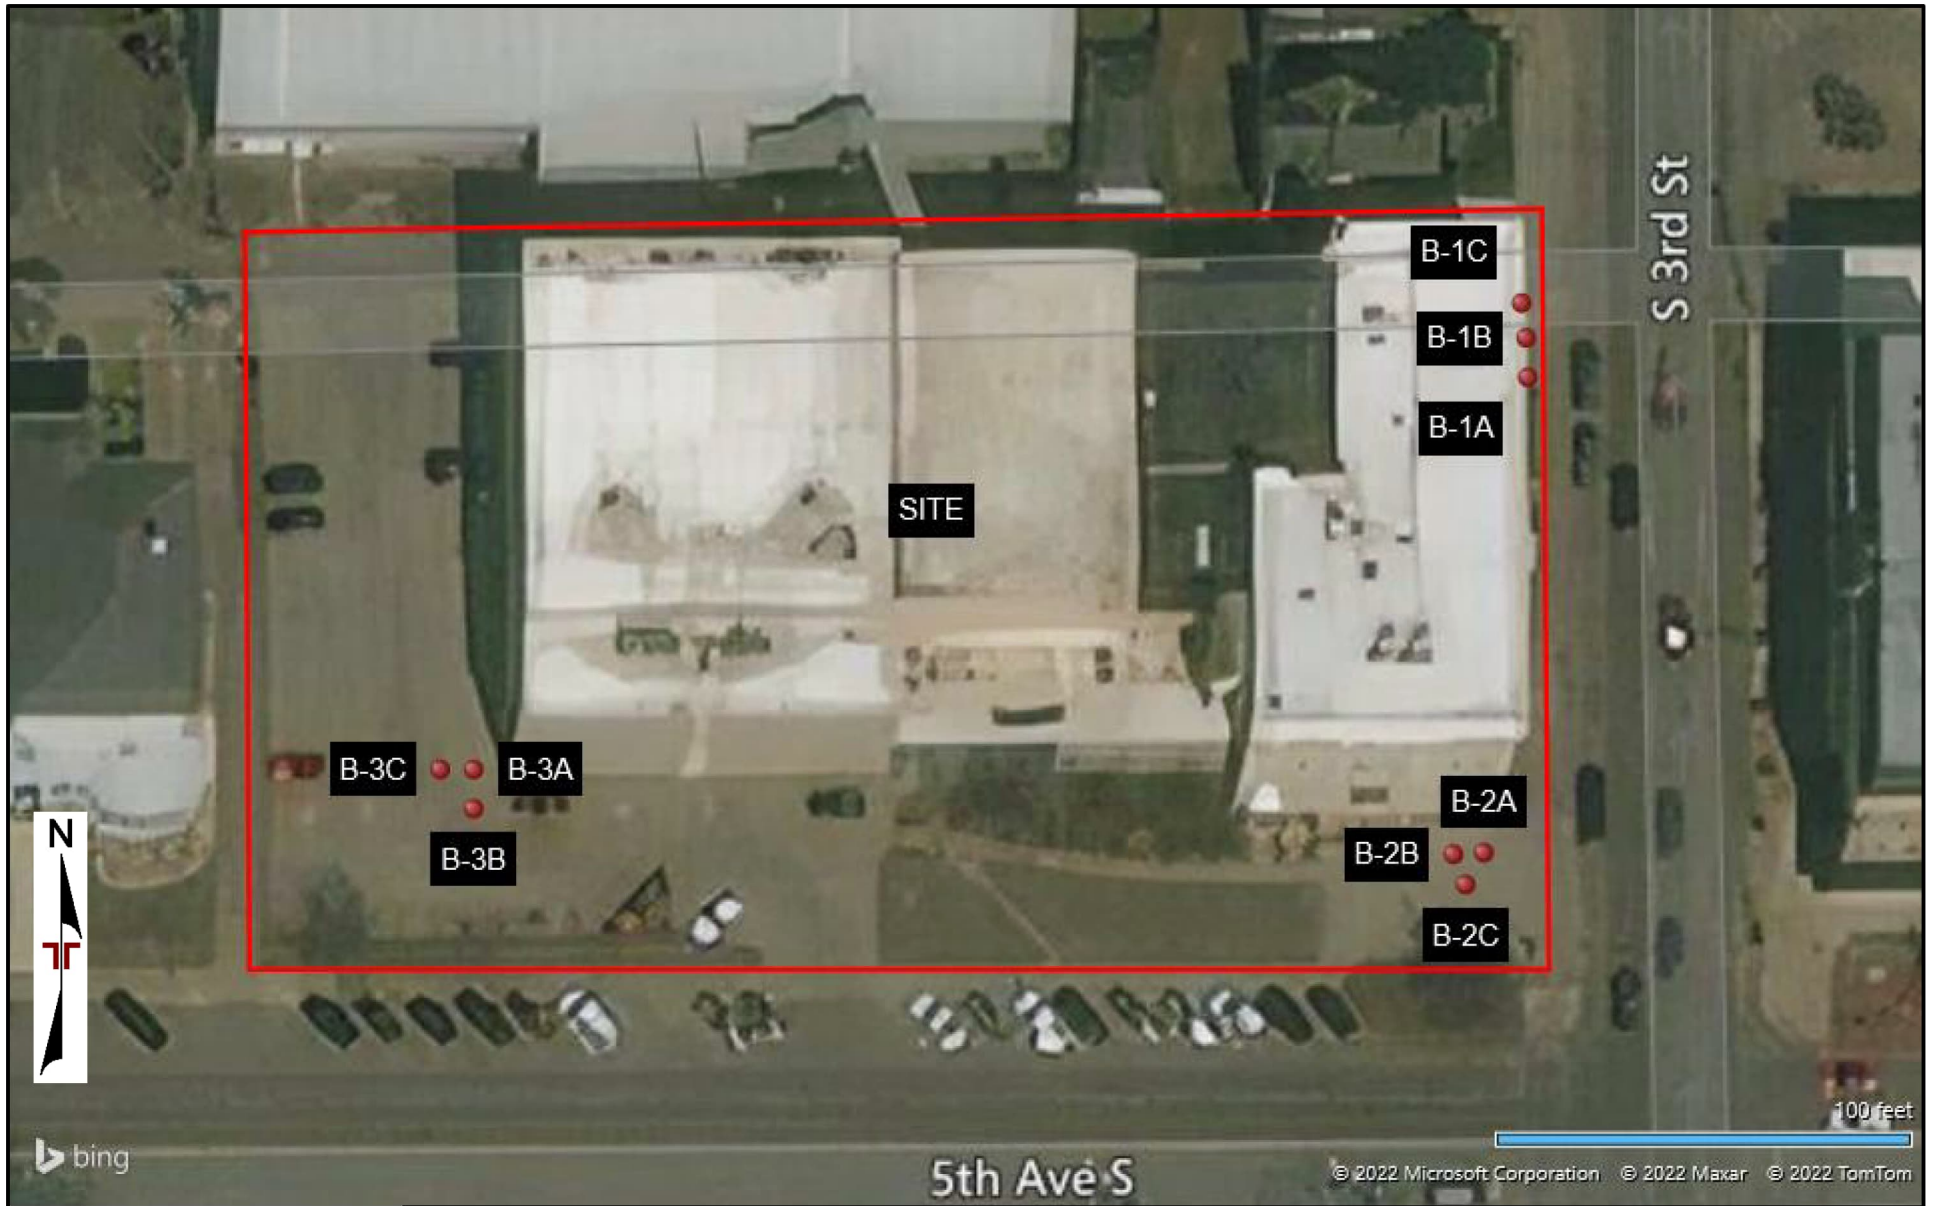 S 3rd St
B-1C
B-1B
B-1A
SITE
B-3C
B-3A
B-3B
B-2A
B-2B
B-2C
N
100 feet
bing
5th Ave S
© 2022 Microsoft Corporation © 2022 Maxar © 2022 TomTom